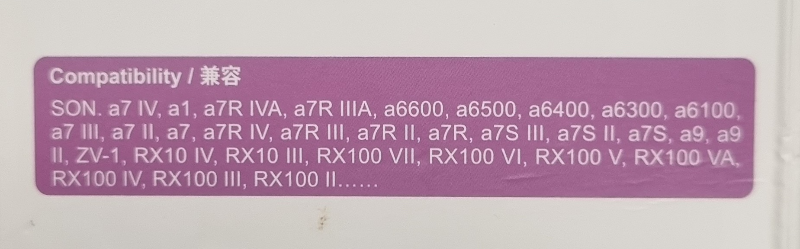 Compatibility / 兼容
SON. a7 IV, a1, a7R IVA, a7R IIIA, a6600, a6500, a6400, a6300, a6100,
a7 III, a7 II, a7, a7R IV, a7R III, a7R II, a7R, a7S III, a7S II, a7S, a9, a9
II, ZV-1, RX10 IV, RX10 III, RX100 VII, RX100 VI, RX100 V, RX100 VA,
RX100 IV, RX100 III, RX100 II……